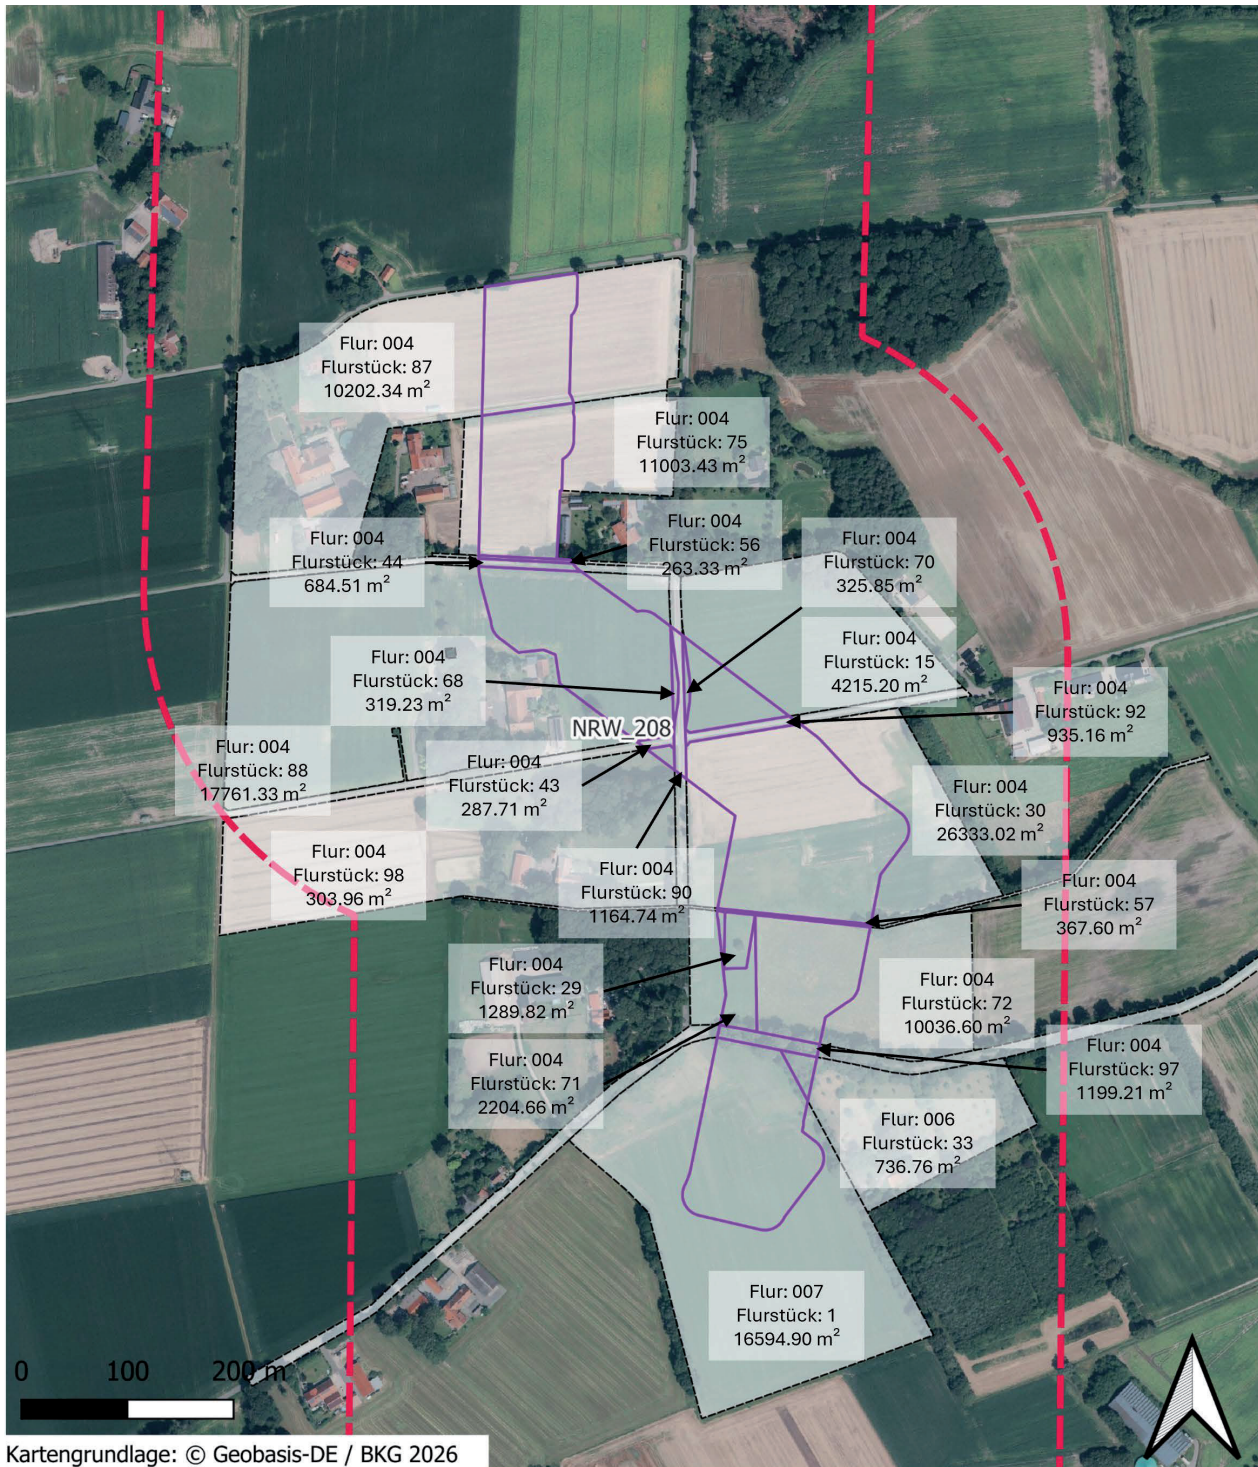 Flur: 004
Flurstück: 87
10202.34 m²
Flur: 004
Flurstück: 75
11003.43 m²
Flur: 004
Flurstück: 44
684.51 m²
Flur: 004
Flurstück: 56
263.33 m²
Flur: 004
Flurstück: 70
325.85 m²
Flur: 004
Flurstück: 68
319.23 m²
Flur: 004
Flurstück: 15
4215.20 m²
Flur: 004
Flurstück: 92
935.16 m²
NRW_208
Flur: 004
Flurstück: 88
17761.33 m²
Flur: 004
Flurstück: 43
287.71 m²
Flur: 004
Flurstück: 30
26333.02 m²
Flur: 004
Flurstück: 98
303.96 m²
Flur: 004
Flurstück: 90
1164.74 m²
Flur: 004
Flurstück: 57
367.60 m²
Flur: 004
Flurstück: 29
1289.82 m²
Flur: 004
Flurstück: 72
10036.60 m²
Flur: 004
Flurstück: 71
2204.66 m²
Flur: 004
Flurstück: 97
1199.21 m²
Flur: 006
Flurstück: 33
736.76 m²
Flur: 007
Flurstück: 1
16594.90 m²
0 100 200 m
Kartengrundlage: © Geobasis-DE / BKG 2026